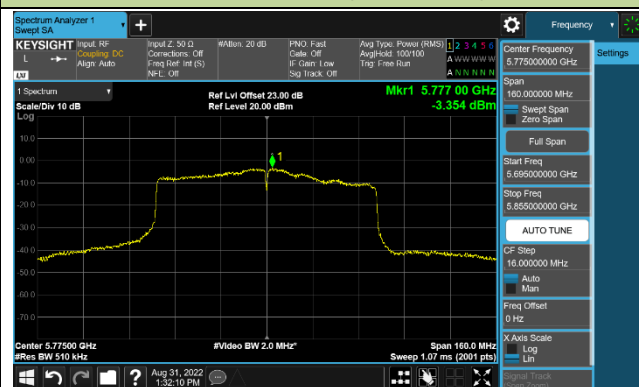 Spectrum Analyzer 1
Swept SA
Frequency
KEYSIGHT
L
LXI
Input: RF
Coupling: DC
Align: Auto
Input Z: 50 Ω
Corrections: Off
Freq Ref: Int (S)
NFE: Off
#Atten: 20 dB
PNO: Fast
Gate: Off
IF Gain: Low
Sig Track: Off
Avg Type: Power (RMS)
Avg|Hold: 100/100
Trig: Free Run
1 2 3 4 5 6
A W W W W W
A N N N N N
Center Frequency
5.775000000 GHz
Settings
Span
160.000000 MHz
Swept Span
Zero Span
Full Span
Start Freq
5.695000000 GHz
Stop Freq
5.855000000 GHz
AUTO TUNE
CF Step
16.000000 MHz
Auto
Man
Freq Offset
0 Hz
X Axis Scale
Log
Lin
Signal Track
(Span Zoom)
1 Spectrum
Scale/Div 10 dB
Log
Ref Lvl Offset 23.00 dB
Ref Level 20.00 dBm
Mkr1 5.777 00 GHz
-3.354 dBm
10.0
0.00
-10.0
-20.0
-30.0
-40.0
-50.0
-60.0
-70.0
1
Center 5.77500 GHz
#Res BW 510 kHz
#Video BW 2.0 MHz*
Span 160.0 MHz
Sweep 1.07 ms (2001 pts)
?
Aug 31, 2022
1:32:10 PM